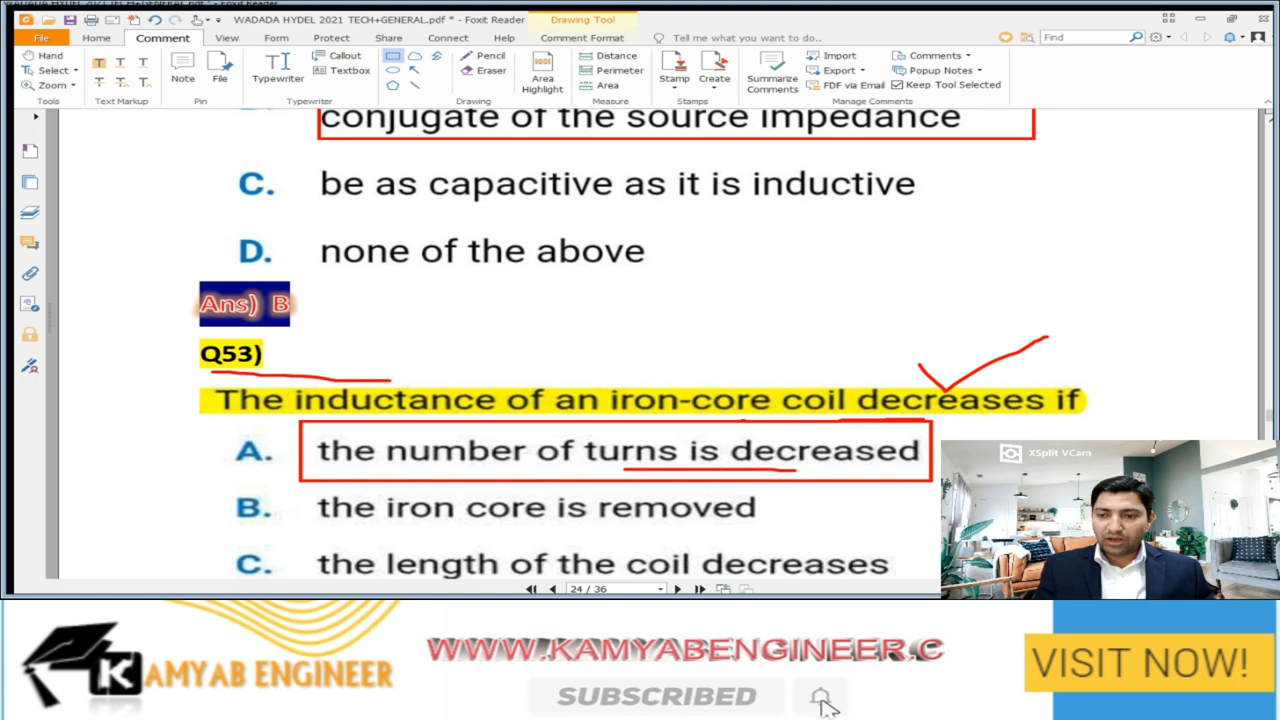 WADADA HYDEL 2021 TECH+GENERAL.pdf * - Foxit Reader
Drawing Tool
File Home Comment View Form Protect Share Connect Help Comment Format Tell me what you want to do.. Find
Hand
Select
Zoom
Tools
Text Markup
Note
File
Pin
Typewriter
Callout
Textbox
Typewriter
Pencil
Eraser
Drawing
Area
Highlight
Distance
Perimeter
Area
Measure
Stamp
Create
Stamps
Summarize
Comments
Import
Export
FDF via Email
Comments
Popup Notes
Keep Tool Selected
Manage Comments
conjugate of the source impedance
C. be as capacitive as it is inductive
D. none of the above
Ans) B
Q53)
The inductance of an iron-core coil decreases if
A. the number of turns is decreased
B. the iron core is removed
C. the length of the coil decreases
XSplit VCam
24 / 36
KAMYAB ENGINEER
WWW.KAMYABENGINEER.C
SUBSCRIBED
VISIT NOW!